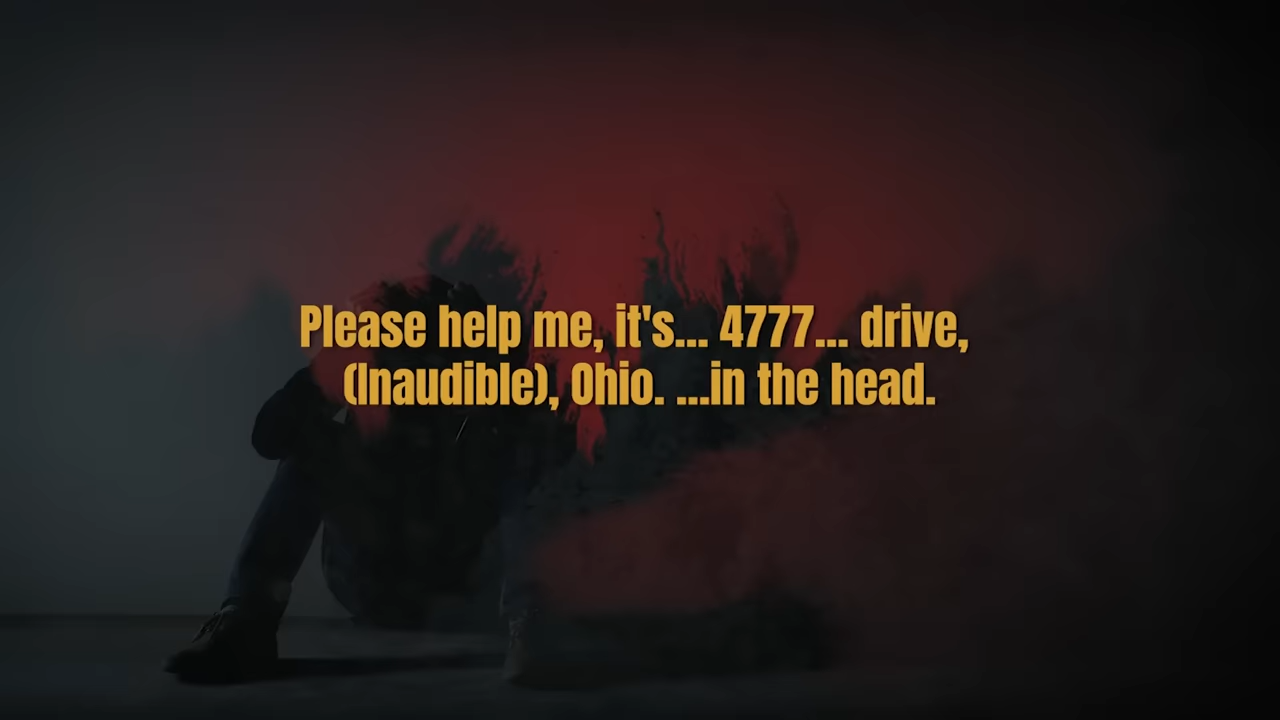 Please help me, it's... 4777... drive,
(Inaudible), Ohio. ...in the head.